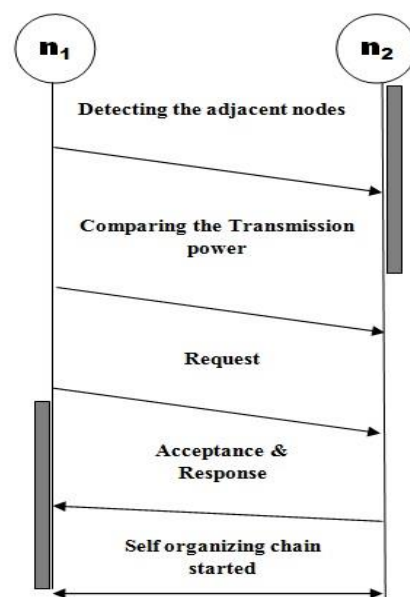 n1
n2
Detecting the adjacent nodes
Comparing the Transmission
power
Request
Acceptance &
Response
Self organizing chain
started